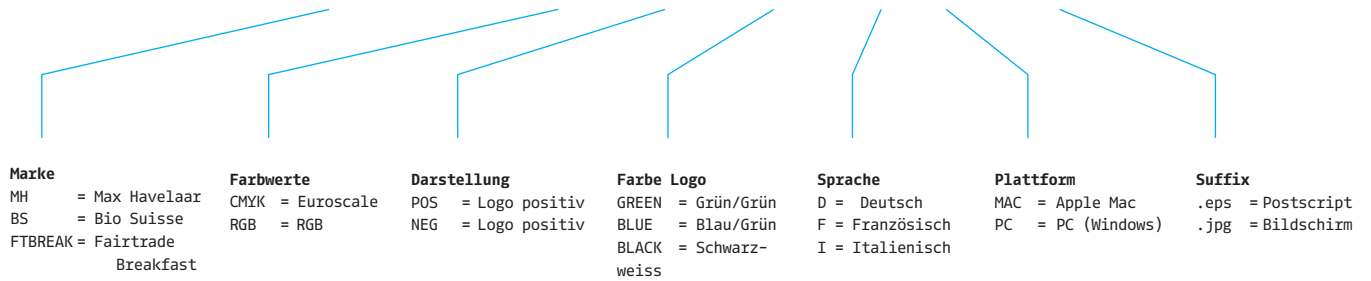 Marke
MH = Max Havelaar
BS = Bio Suisse
FTBREAK = Fairtrade
Breakfast
Farbwerte
CMYK = Euroscale
RGB = RGB
Darstellung
POS = Logo positiv
NEG = Logo positiv
Farbe Logo
GREEN = Grün/Grün
BLUE = Blau/Grün
BLACK = Schwarz-
weiss
Sprache
D = Deutsch
F = Französisch
I = Italienisch
Plattform
MAC = Apple Mac
PC = PC (Windows)
Suffix
.eps = Postscript
.jpg = Bildschirm